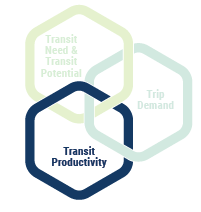 Transit
Need &
Transit
Potential
Trip
Demand
Transit
Productivity